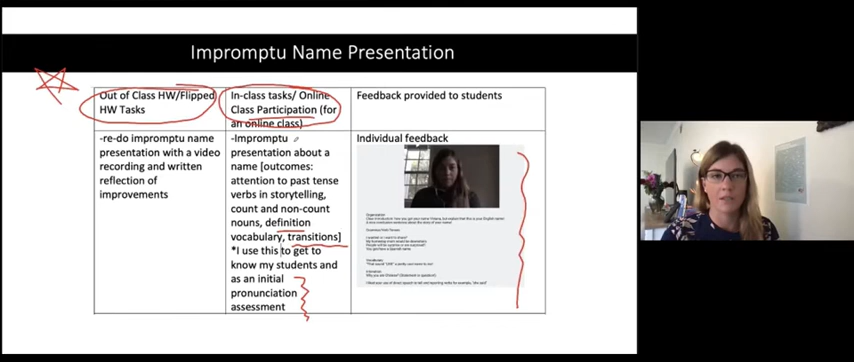 Impromptu Name Presentation
Out of Class HW/Flipped
HW Tasks
In-class tasks/ Online
Class Participation (for
an online class)
Feedback provided to students
-re-do impromptu name
presentation with a video
recording and written
reflection of
improvements
-Impromptu
presentation about a
name [outcomes:
attention to past tense
verbs in storytelling,
count and non-count
nouns, definition
vocabulary, transitions]
*I use this to get to
know my students and
as an initial
pronunciation
assessment
Individual feedback